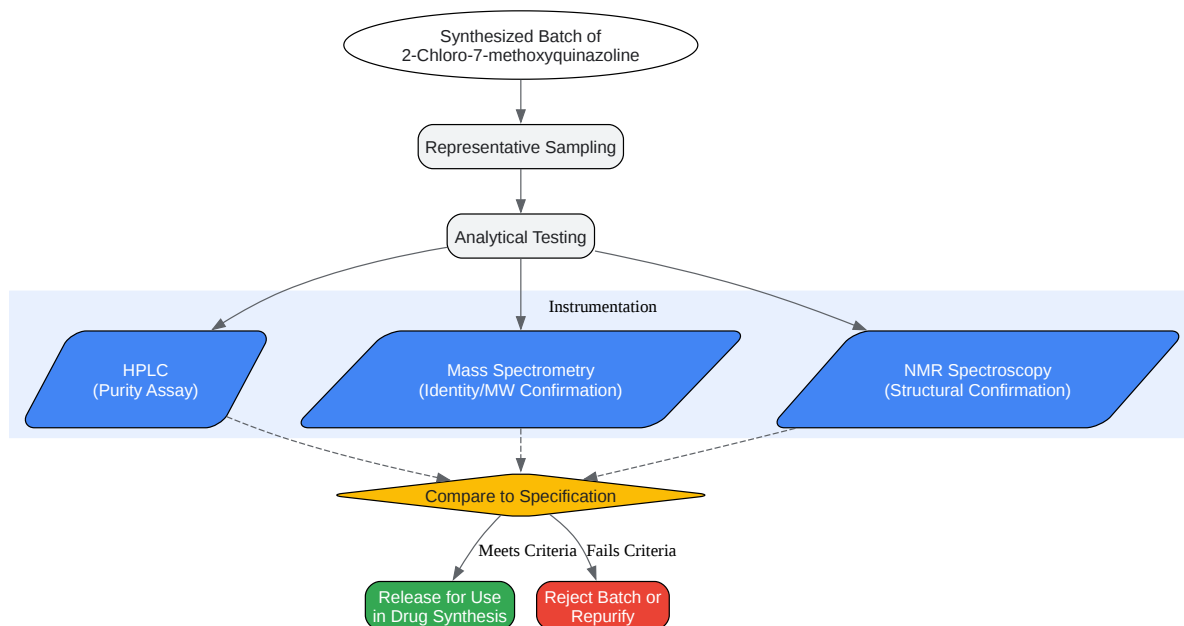 Synthesized Batch of
2-Chloro-7-methoxyquinazoline
Representative Sampling
Analytical Testing
Instrumentation
HPLC
(Purity Assay)
Mass Spectrometry
(Identity/MW Confirmation)
NMR Spectroscopy
(Structural Confirmation)
Compare to Specification
Meets Criteria
Fails Criteria
Release for Use
in Drug Synthesis
Reject Batch or
Repurify